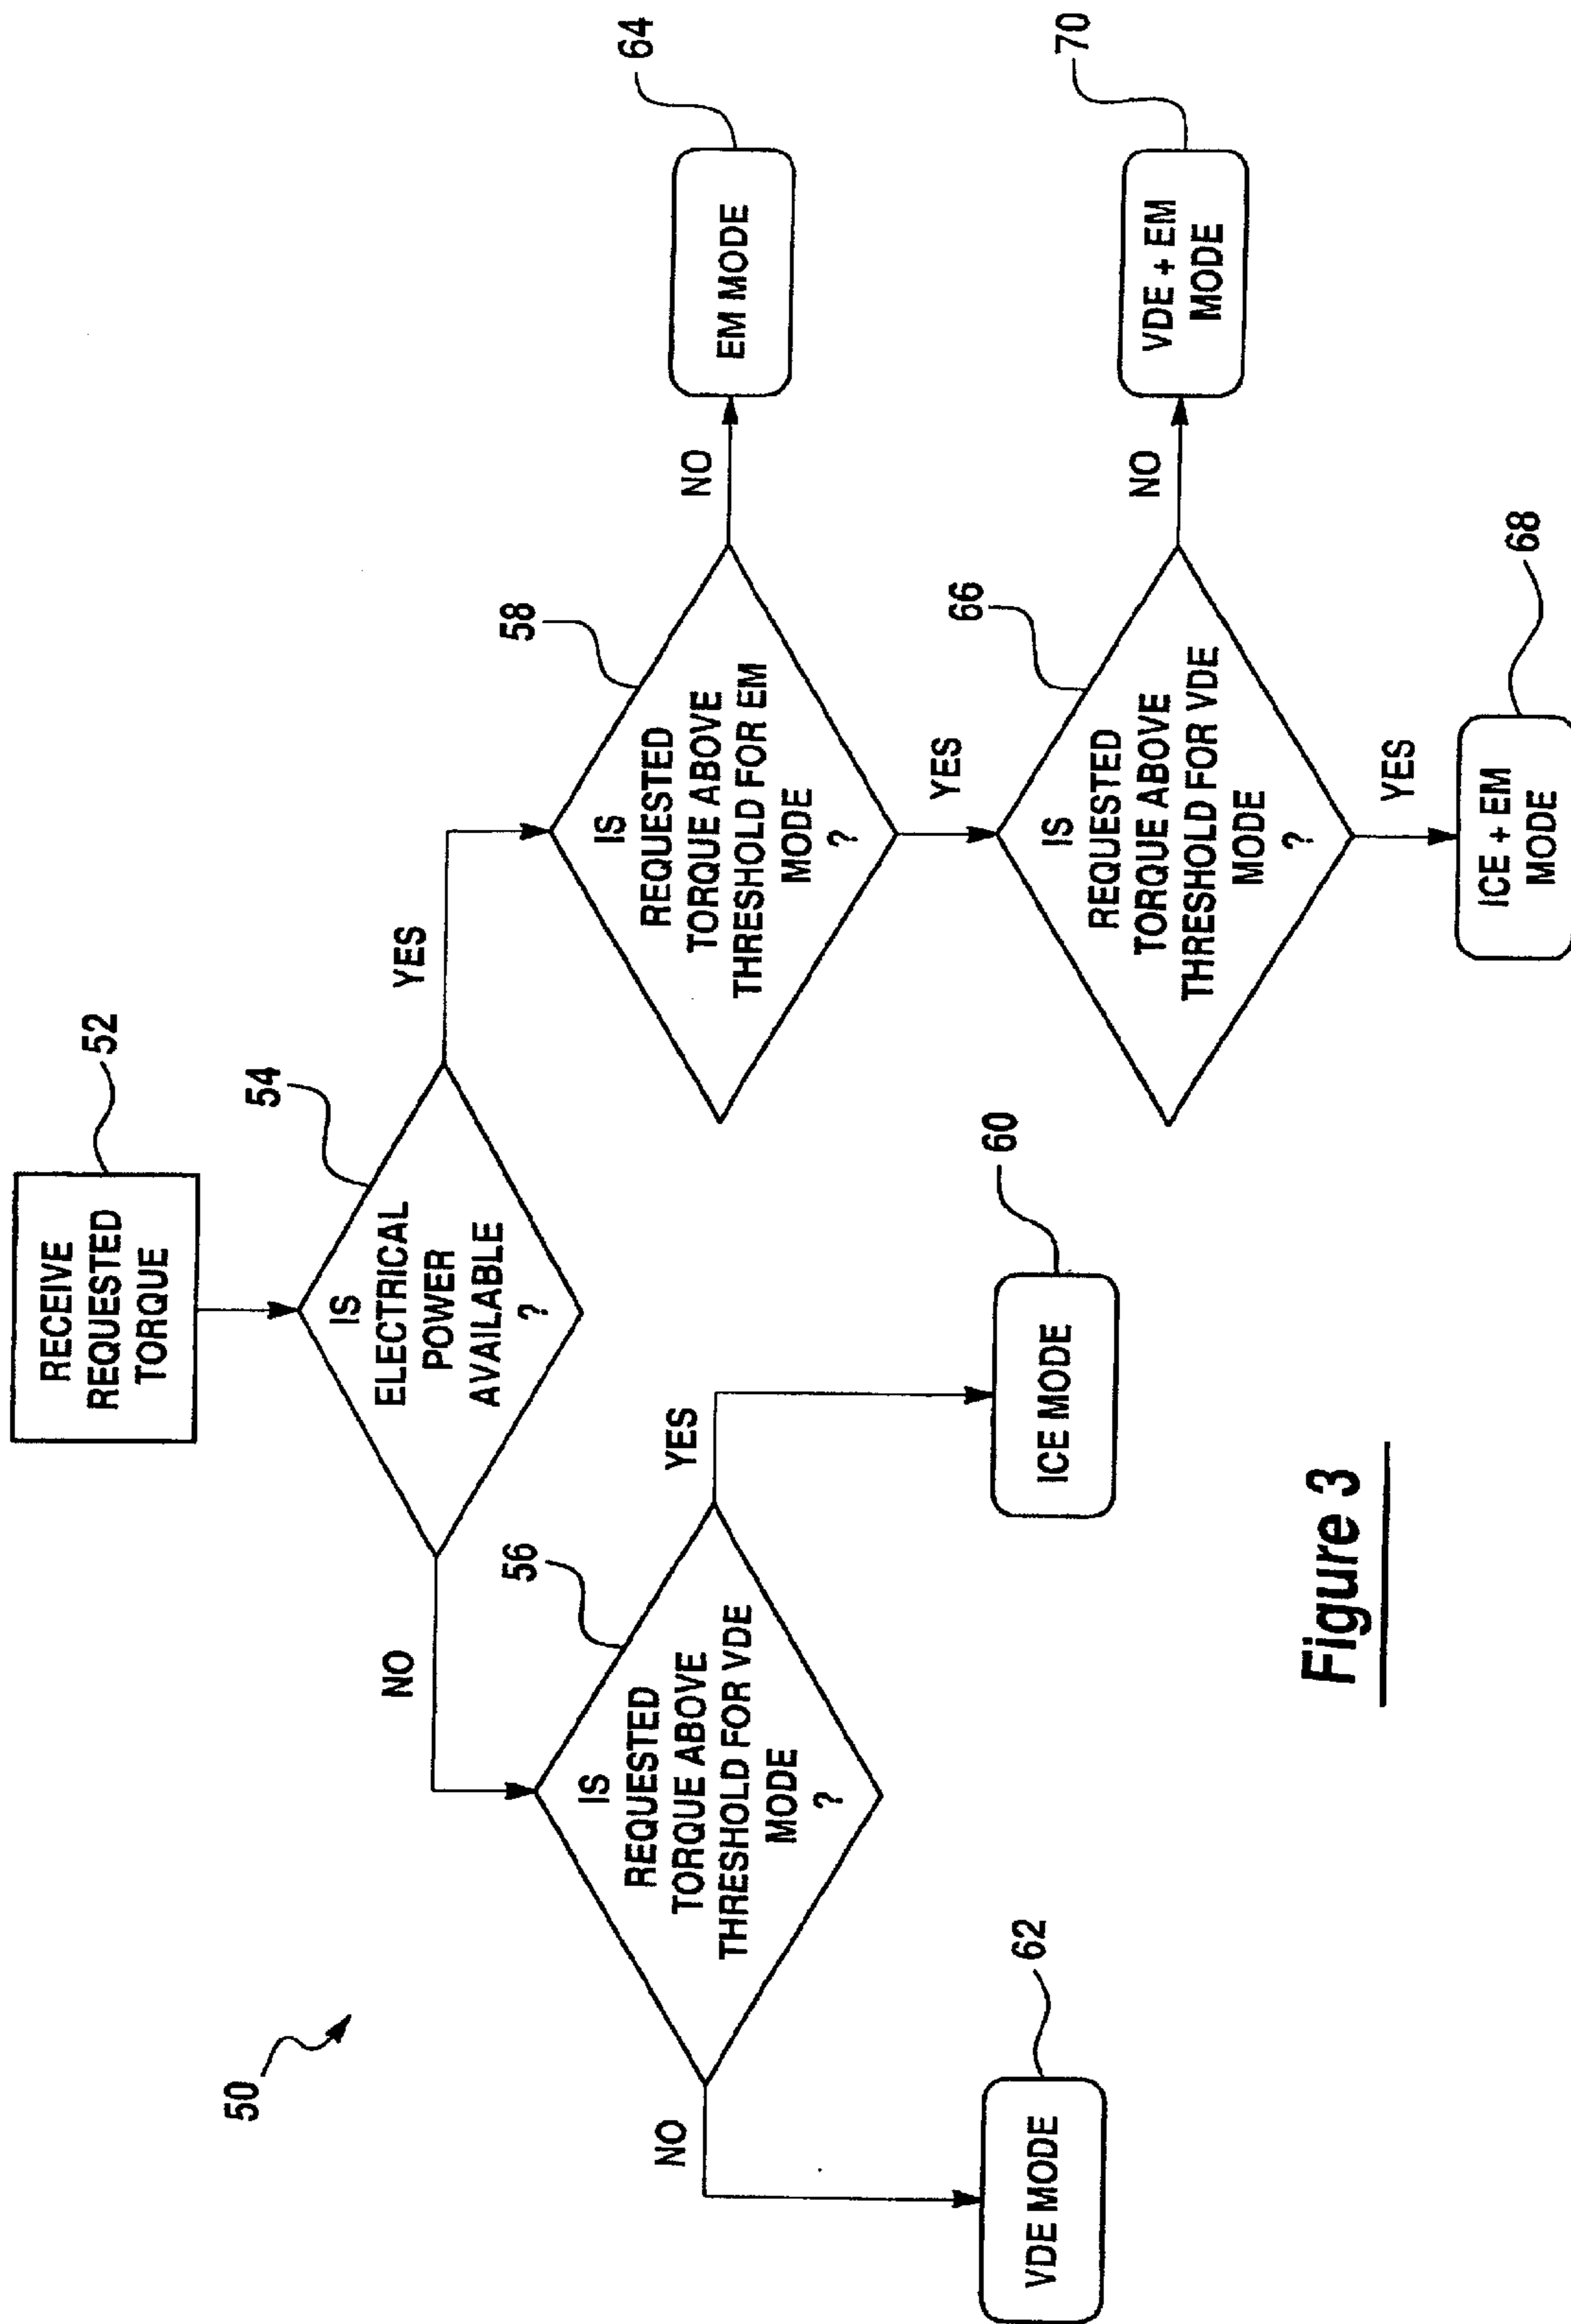 50
RECEIVE
REQUESTED
TORQUE
52
IS
ELECTRICAL
POWER
AVAILABLE
?
54
NO
YES
IS
REQUESTED
TORQUE ABOVE
THRESHOLD FOR VDE
MODE
?
56
IS
REQUESTED
TORQUE ABOVE
THRESHOLD FOR EM
MODE
?
58
NO
YES
NO
EM MODE
64
VDE MODE
62
ICE MODE
60
YES
IS
REQUESTED
TORQUE ABOVE
THRESHOLD FOR VDE
MODE
?
66
NO
VDE + EM
MODE
70
YES
ICE + EM
MODE
68
Figure 3